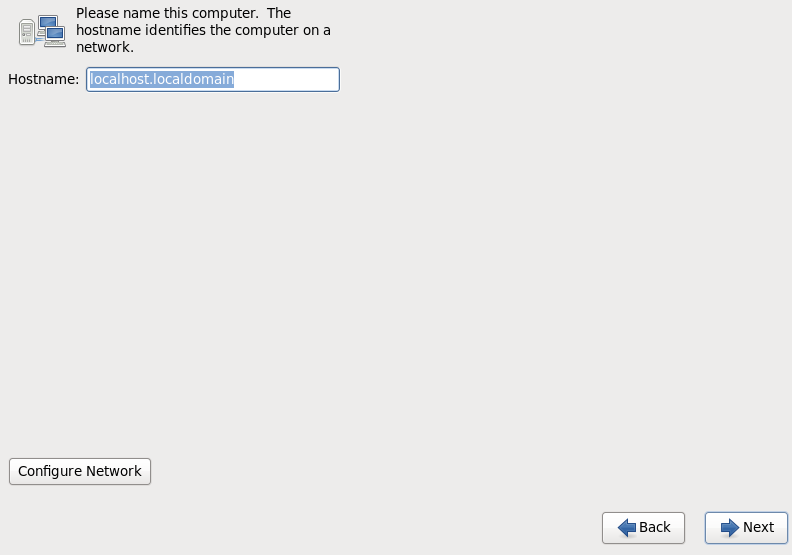 Please name this computer.  The
hostname identifies the computer on a
network.
Hostname: localhost.localdomain
Configure Network
Back
Next